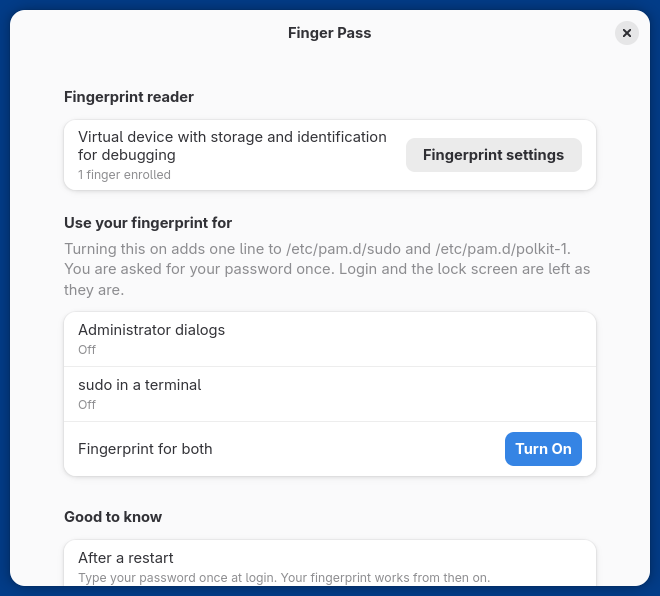 Finger Pass
Fingerprint reader
Virtual device with storage and identification
for debugging
1 finger enrolled
Fingerprint settings
Use your fingerprint for
Turning this on adds one line to /etc/pam.d/sudo and /etc/pam.d/polkit-1.
You are asked for your password once. Login and the lock screen are left as
they are.
Administrator dialogs
Off
sudo in a terminal
Off
Fingerprint for both
Turn On
Good to know
After a restart
Type your password once at login. Your fingerprint works from then on.